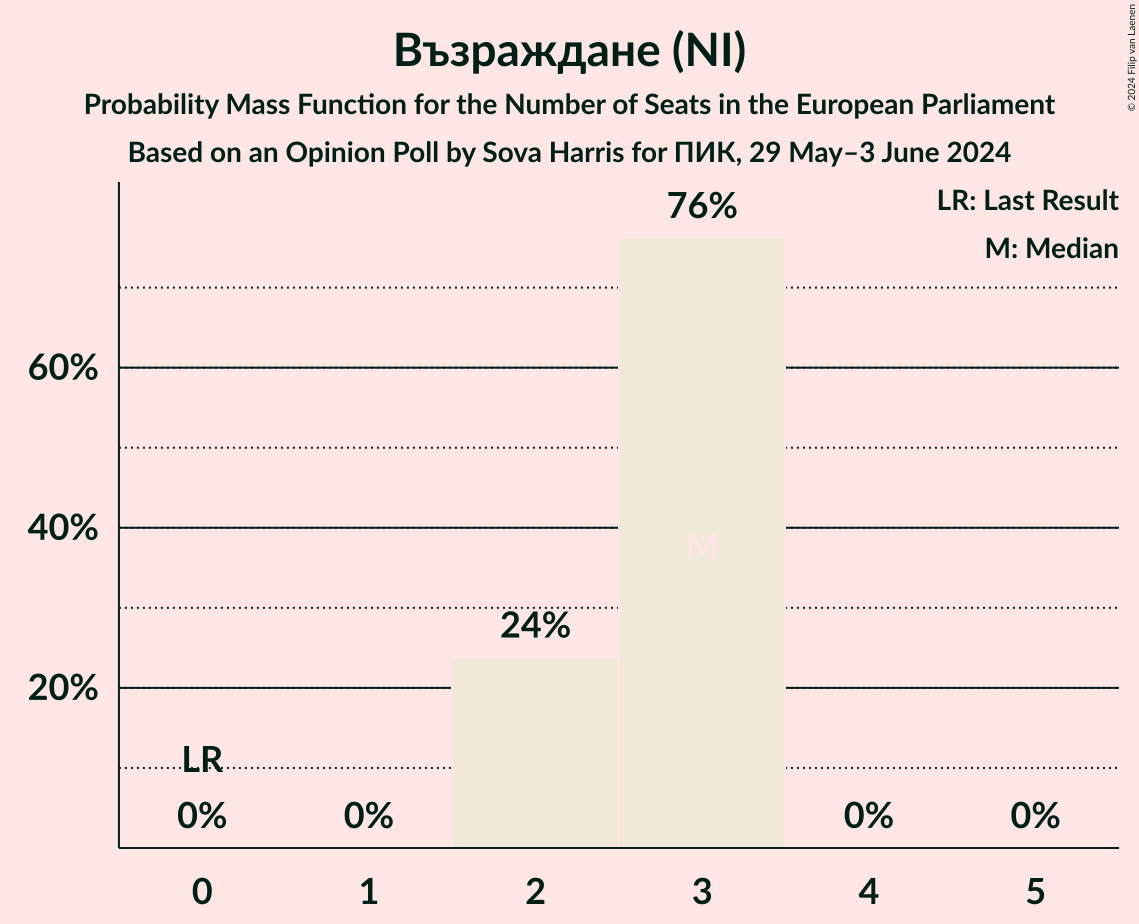 Възраждане (NI)
Probability Mass Function for the Number of Seats in the European Parliament
Based on an Opinion Poll by Sova Harris for ПИК, 29 May–3 June 2024
© 2024 Filip van Laenen
LR: Last Result
M: Median
76%
60%
40%
M
24%
20%
LR
0% 0% 0% 0%
0 1 2 3 4 5